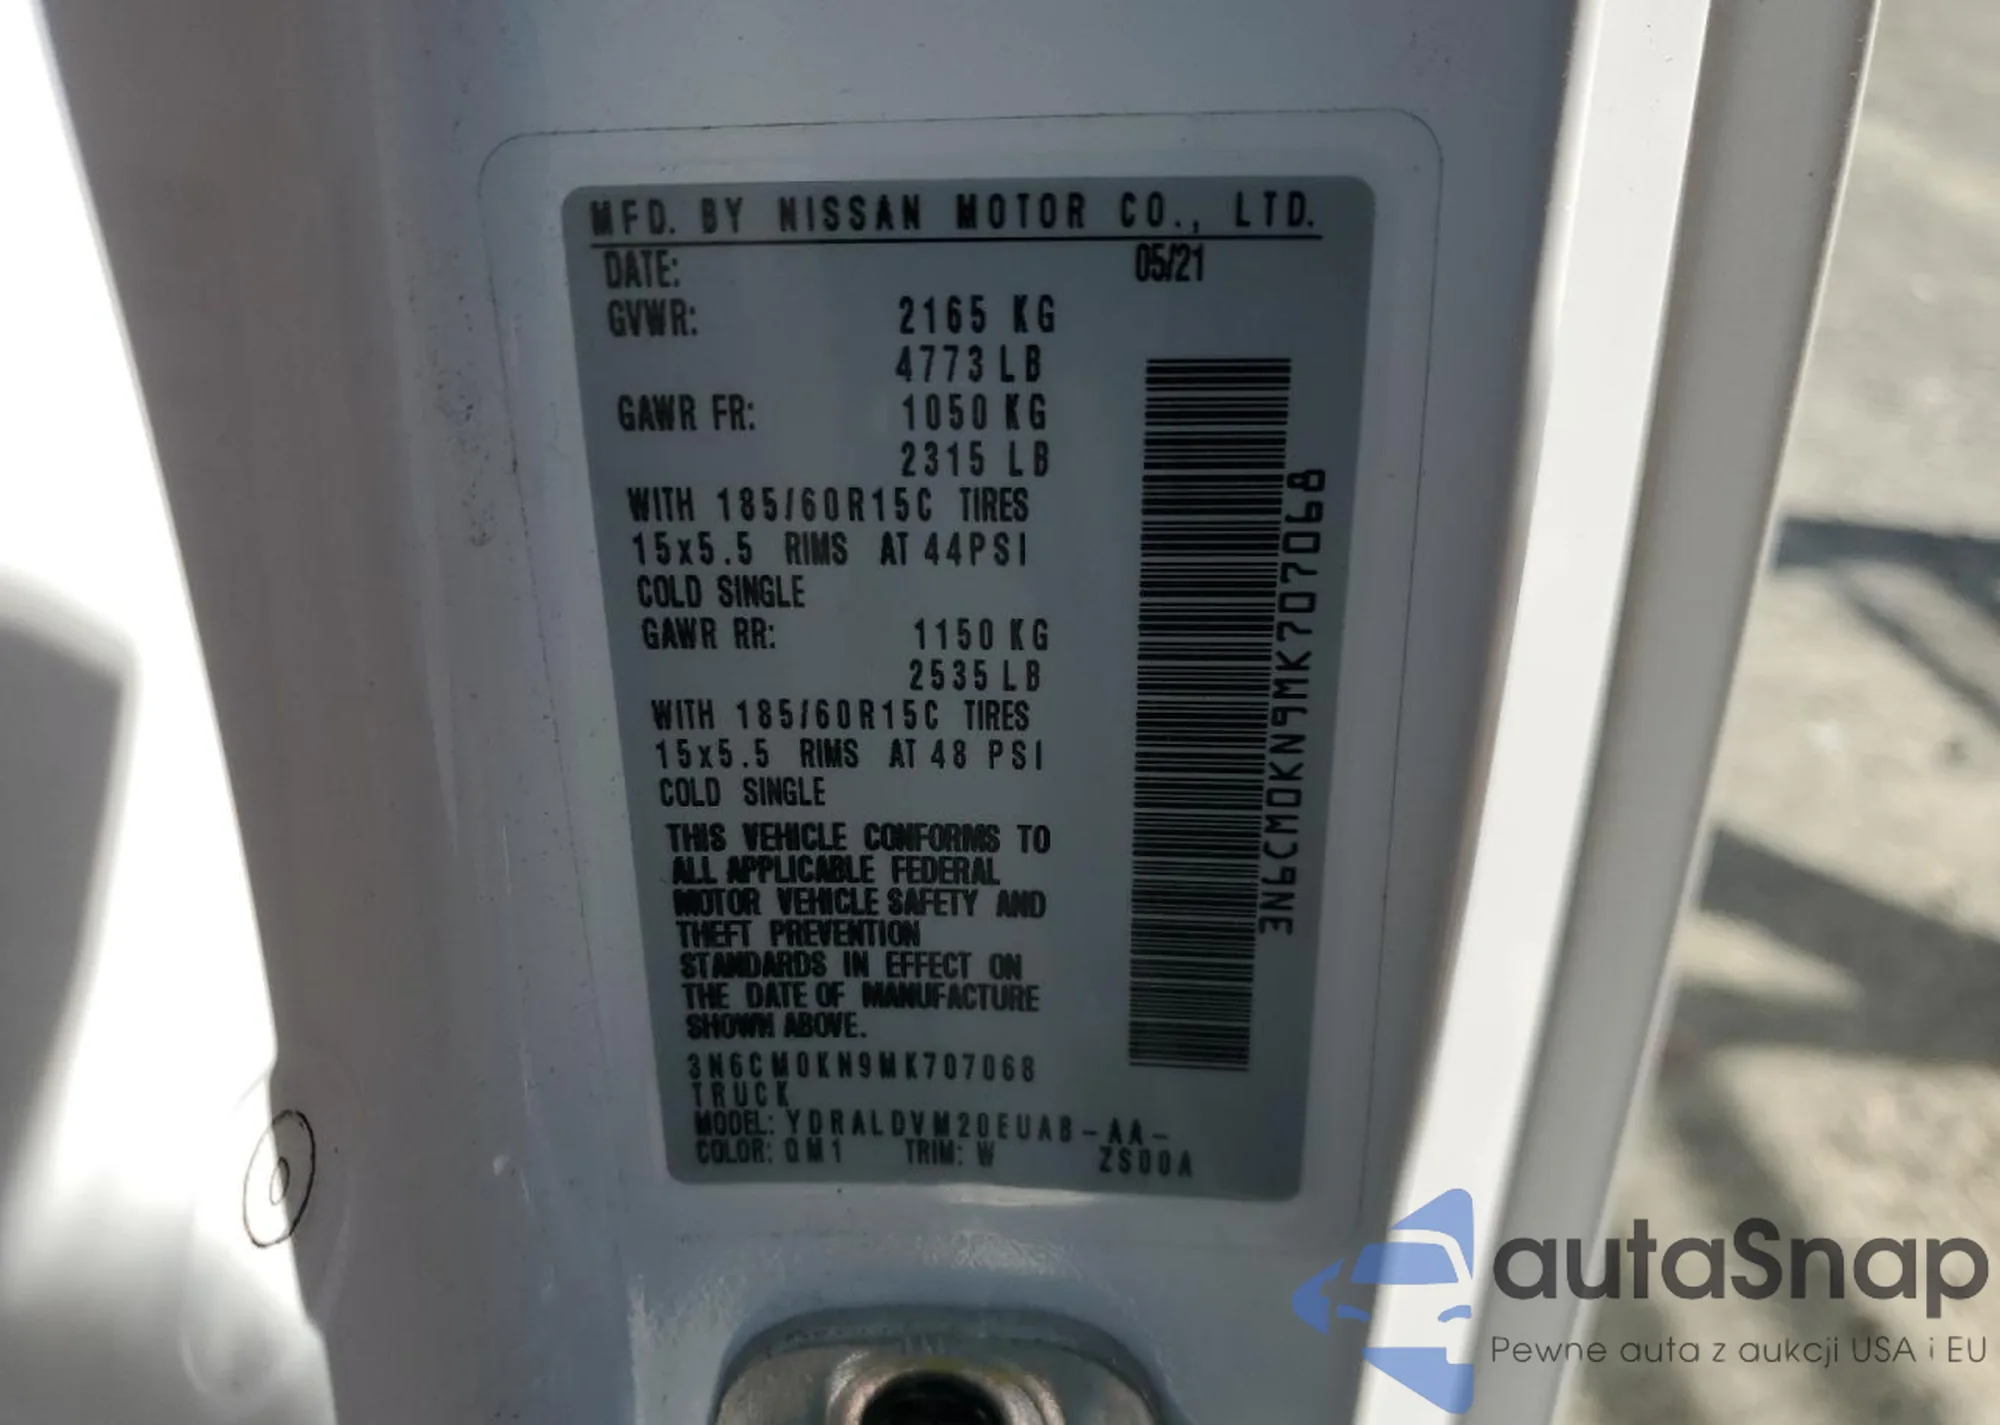 MFD. BY NISSAN MOTOR CO., LTD.
DATE: 05/21
GVWR: 2165 KG
4773 LB
GAWR FR: 1050 KG
2315 LB
WITH 185/60R15C TIRES
15x5.5 RIMS AT 44PSI
COLD SINGLE
GAWR RR: 1150 KG
2535 LB
WITH 185/60R15C TIRES
15x5.5 RIMS AT 48 PSI
COLD SINGLE
THIS VEHICLE CONFORMS TO
ALL APPLICABLE FEDERAL
MOTOR VEHICLE SAFETY AND
THEFT PREVENTION
STANDARDS IN EFFECT ON
THE DATE OF MANUFACTURE
SHOWN ABOVE.
3N6CM0KN9MK707068
TRUCK
MODEL: YDRALDVM20EUAB-AA-
COLOR: QM1 TRIM: W ZS00A
3N6CM0KN9MK707068
autaSnap
Pewne auta z aukcji USA i EU